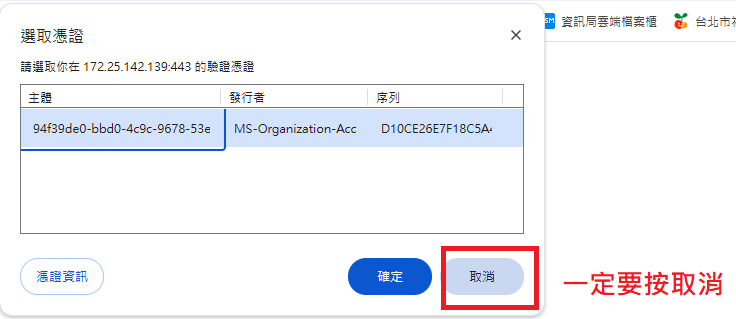 資訊局雲端檔案櫃
台北市社
選取憑證
請選取你在 172.25.142.139:443 的驗證憑證
主體 發行者 序列
94f39de0-bbd0-4c9c-9678-53e MS-Organization-Acc D10CE26E7F18C5A4
憑證資訊 確定 取消
一定要按取消